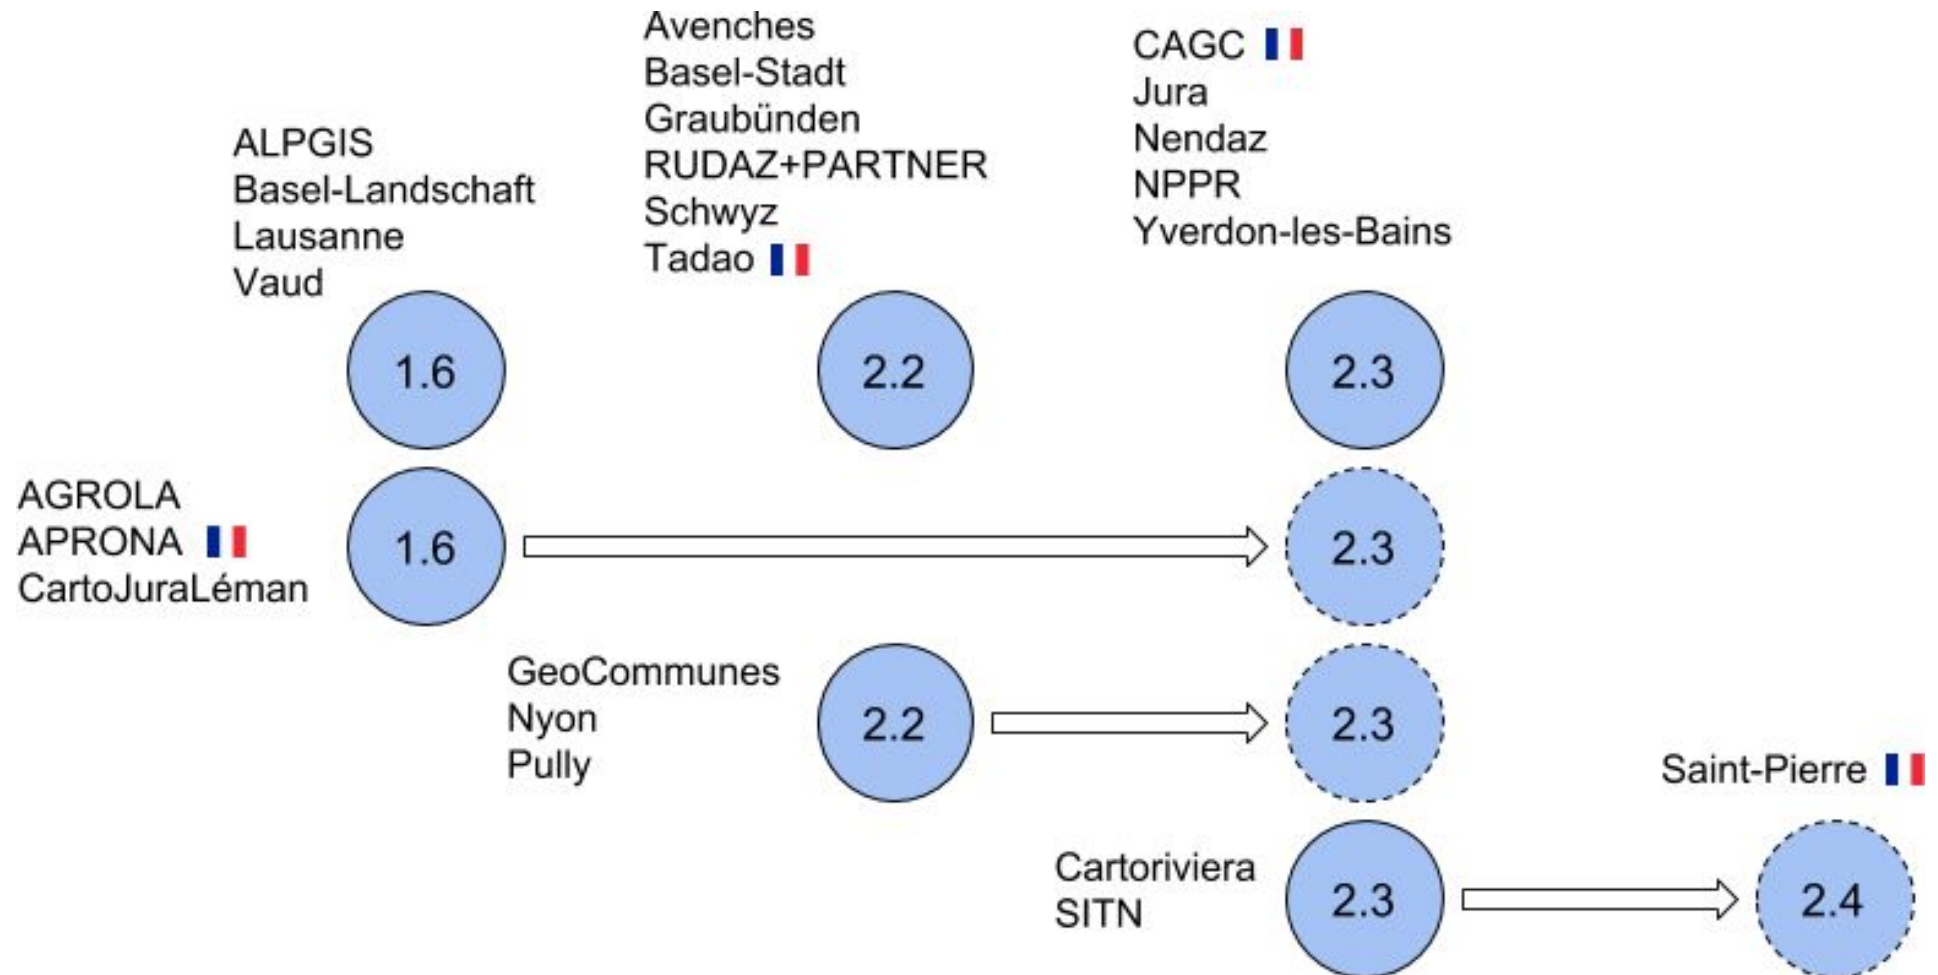 ALPGIS
Basel-Landschaft
Lausanne
Vaud
1.6
Avenches
Basel-Stadt
Graubünden
RUDAZ+PARTNER
Schwyz
Tadao
2.2
CAGC
Jura
Nendaz
NPPR
Yverdon-les-Bains
2.3
AGROLA
APRONA
CartoJuraLéman
1.6
2.3
GeoCommunes
Nyon
Pully
2.2
2.3
Cartoriviera
SITN
2.3
Saint-Pierre
2.4